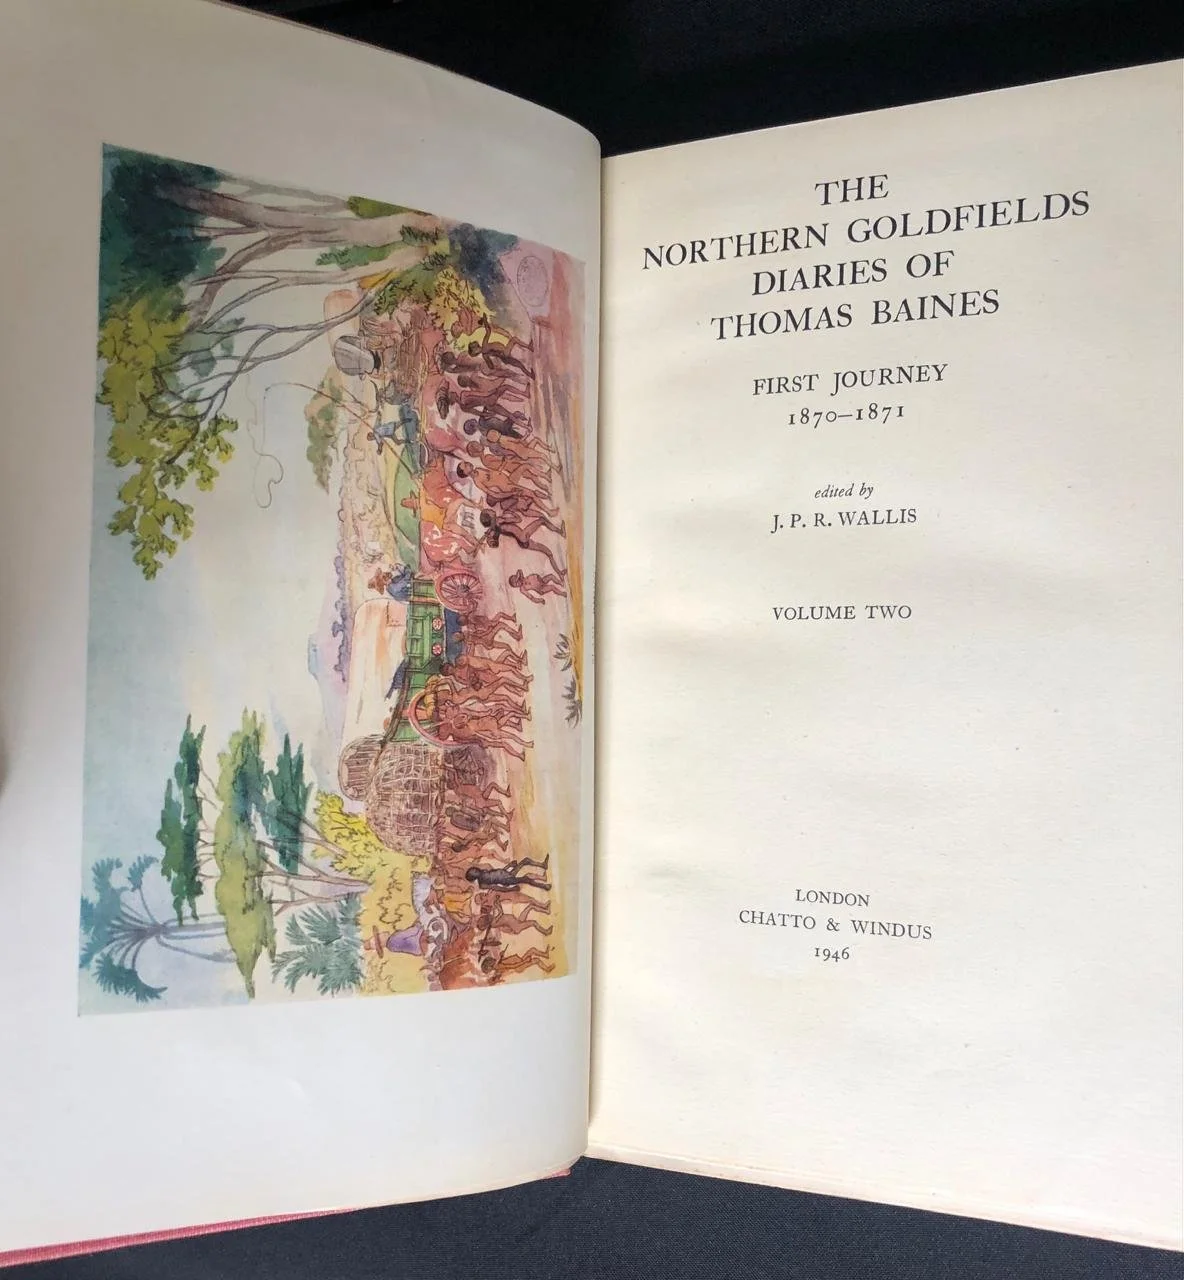 THE
NORTHERN GOLDFIELDS
DIARIES OF
THOMAS BAINES
FIRST JOURNEY
1870–1871
edited by
J. P. R. WALLIS
VOLUME TWO
LONDON
CHATTO & WINDUS
1946